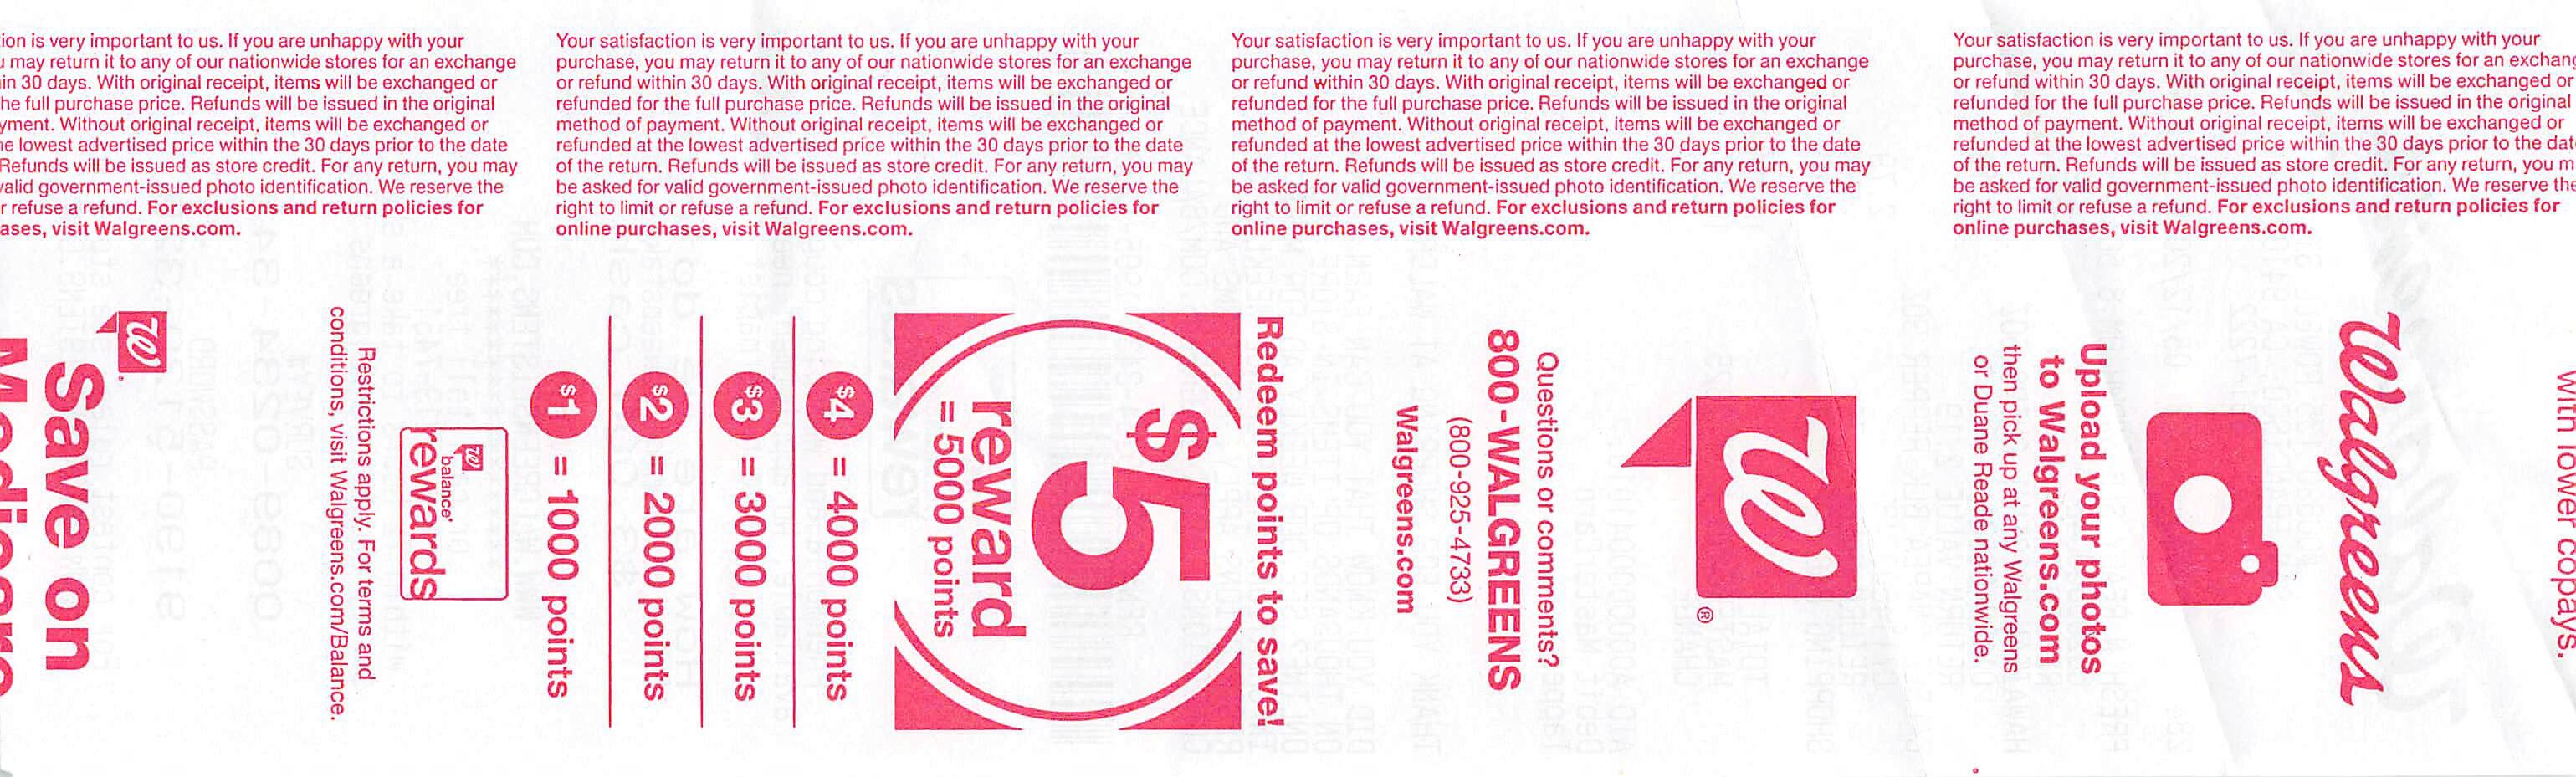 ion is very important to us. If you are unhappy with your
may return it to any of our nationwide stores for an exchange
in 30 days. With original receipt, items will be exchanged or
he full purchase price. Refunds will be issued in the original
yment. Without original receipt, items will be exchanged or
e lowest advertised price within the 30 days prior to the date
Refunds will be issued as store credit. For any return, you may
alid government-issued photo identification. We reserve the
r refuse a refund. For exclusions and return policies for
ases, visit Walgreens.com.
Your satisfaction is very important to us. If you are unhappy with your
purchase, you may return it to any of our nationwide stores for an exchange
or refund within 30 days. With original receipt, items will be exchanged or
refunded for the full purchase price. Refunds will be issued in the original
method of payment. Without original receipt, items will be exchanged or
refunded at the lowest advertised price within the 30 days prior to the date
of the return. Refunds will be issued as store credit. For any return, you may
be asked for valid government-issued photo identification. We reserve the
right to limit or refuse a refund. For exclusions and return policies for
online purchases, visit Walgreens.com.
Your satisfaction is very important to us. If you are unhappy with your
purchase, you may return it to any of our nationwide stores for an exchange
or refund within 30 days. With original receipt, items will be exchanged or
refunded for the full purchase price. Refunds will be issued in the original
method of payment. Without original receipt, items will be exchanged or
refunded at the lowest advertised price within the 30 days prior to the date
of the return. Refunds will be issued as store credit. For any return, you may
be asked for valid government-issued photo identification. We reserve the
right to limit or refuse a refund. For exclusions and return policies for
online purchases, visit Walgreens.com.
Your satisfaction is very important to us. If you are unhappy with your
purchase, you may return it to any of our nationwide stores for an exchang
or refund within 30 days. With original receipt, items will be exchanged or
refunded for the full purchase price. Refunds will be issued in the original
method of payment. Without original receipt, items will be exchanged or
refunded at the lowest advertised price within the 30 days prior to the dat
of the return. Refunds will be issued as store credit. For any return, you m
be asked for valid government-issued photo identification. We reserve the
right to limit or refuse a refund. For exclusions and return policies for
online purchases, visit Walgreens.com.
with lower copays.
Walgreens
Upload your photos
to Walgreens.com
then pick up at any Walgreens
or Duane Reade nationwide.
W®
Questions or comments?
800-WALGREENS
(800-925-4733)
Walgreens.com
Redeem points to save!
$5
reward
= 5000 points
$4 = 4000 points
$3 = 3000 points
$2 = 2000 points
$1 = 1000 points
W
balance®
rewards
Restrictions apply. For terms and
conditions, visit Walgreens.com/Balance.
W
Save on
Medicare